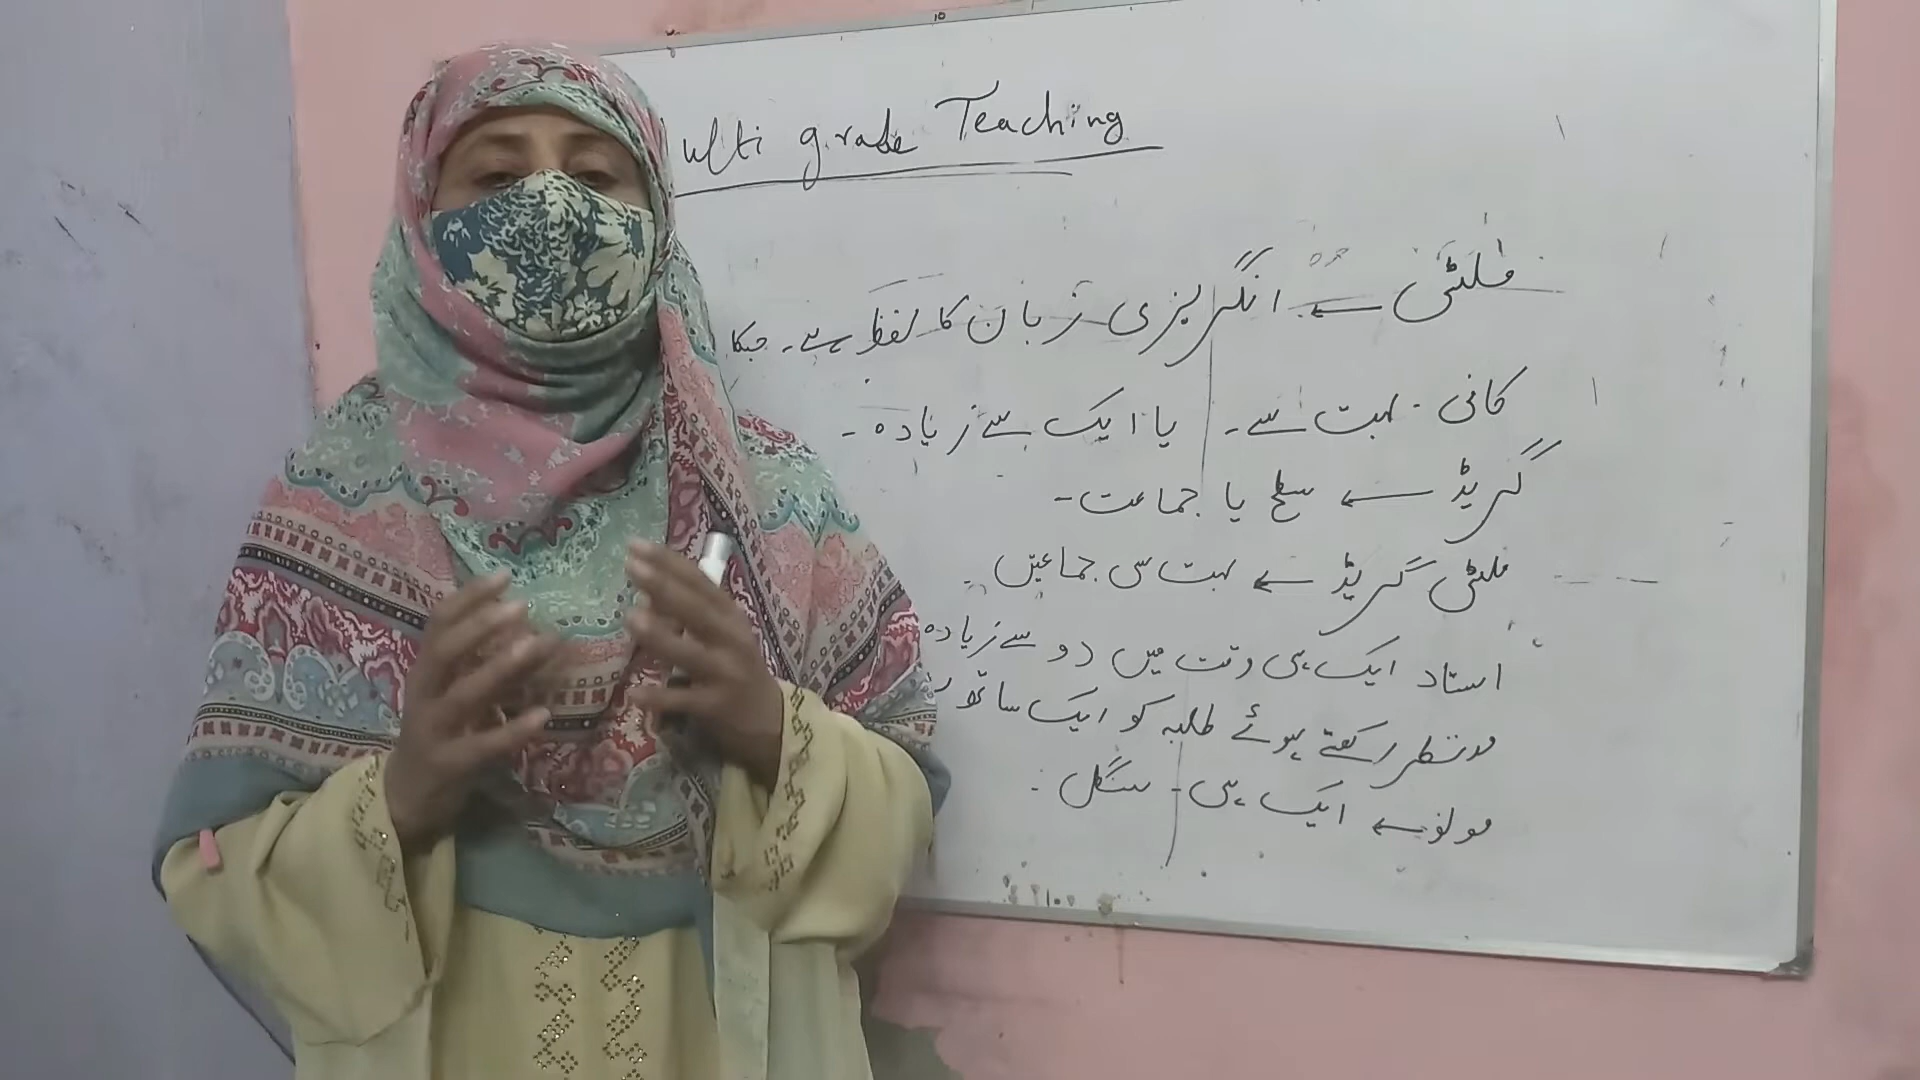 ulti grade Teaching
ملٹی ← انگریزی زبان کا لفظ ہے۔ جسکا
کافی ۔ بہت سے ۔ یا ایک سے زیادہ ۔
گریڈ ← سطح یا جماعت ۔
ملٹی گریڈ ← بہت سی جماعتیں ۔
استاد ایک ہی وقت میں دو سے زیادہ
مدنظر رکھتے ہوئے طلبہ کو ایک ساتھ
مونو ← ایک ہی ۔ سنگل ۔